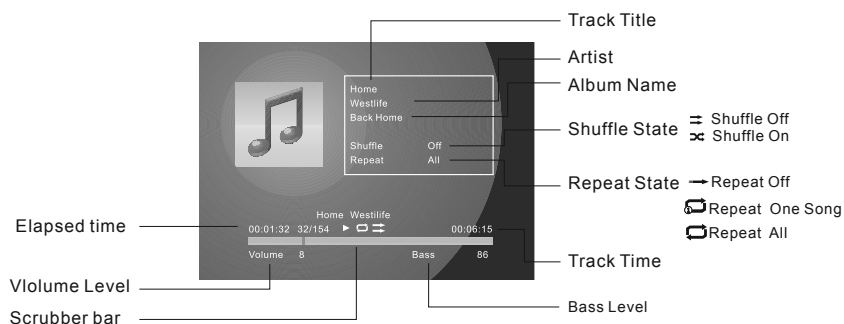 Track Title
Artist
Album Name
Home
Westlife
Back Home
Shuffle Off
Repeat All
Shuffle State
Shuffle Off
Shuffle On
Repeat State
Repeat Off
Repeat One Song
Repeat All
Home Westilife
Elapsed time
00:01:32 32/154
00:06:15
Track Time
Volume 8
Bass 86
Vlolume Level
Bass Level
Scrubber bar